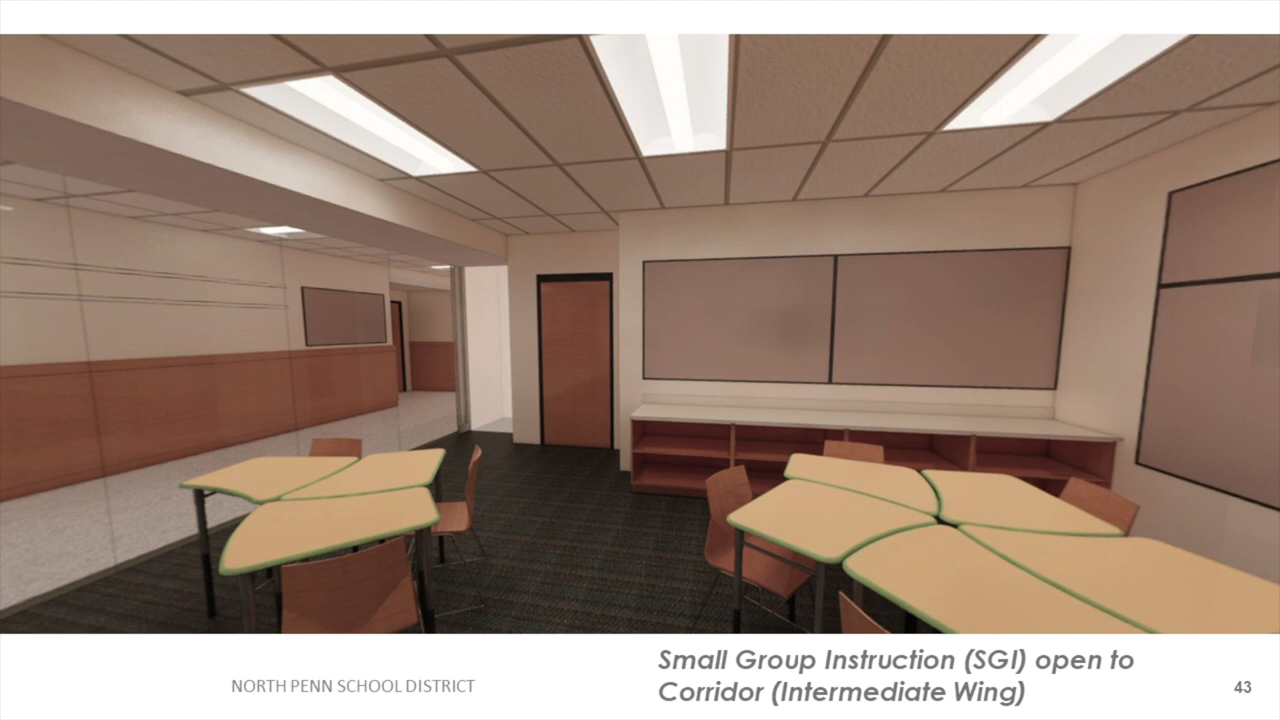 Small Group Instruction (SGI) open to
Corridor (Intermediate Wing)
NORTH PENN SCHOOL DISTRICT
43